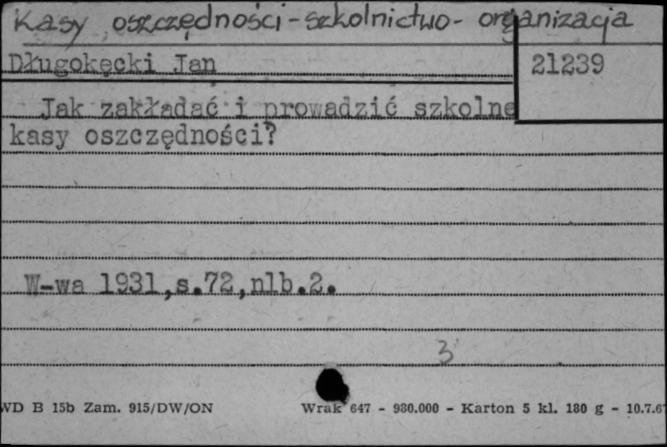 Kasy oszczędności - szkolnictwo - organizacja
Długokęcki Jan
21239
Jak zakładać i prowadzić szkolne
kasy oszczędności?
W-wa 1931,s.72,nlb.2.
3
WD B 15b Zam. 915/DW/ON Wrak 647 - 980.000 - Karton 5 kl. 180 g - 10.7.67